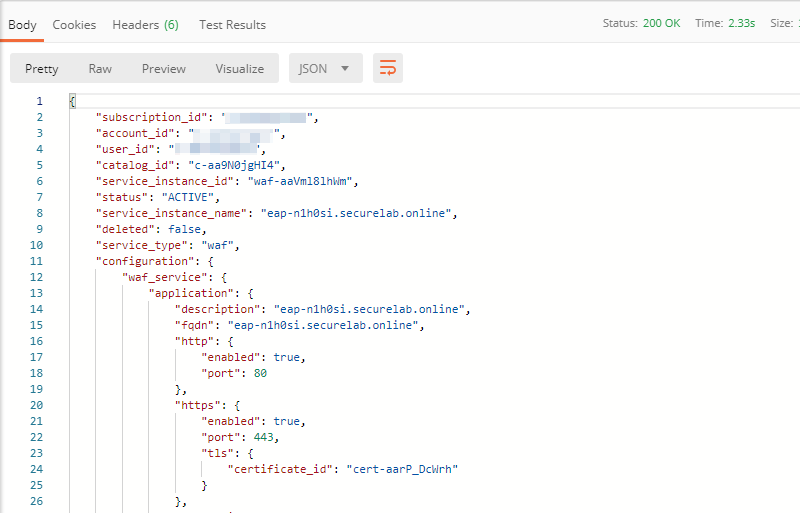 Body Cookies Headers (6) Test Results Status: 200 OK Time: 2.33s Size:
Pretty Raw Preview Visualize JSON
1 {
2 "subscription_id": "",
3 "account_id": "",
4 "user_id": "",
5 "catalog_id": "c-aa9N0jgHI4",
6 "service_instance_id": "waf-aaVml8lhWm",
7 "status": "ACTIVE",
8 "service_instance_name": "eap-n1h0si.securelab.online",
9 "deleted": false,
10 "service_type": "waf",
11 "configuration": {
12 "waf_service": {
13 "application": {
14 "description": "eap-n1h0si.securelab.online",
15 "fqdn": "eap-n1h0si.securelab.online",
16 "http": {
17 "enabled": true,
18 "port": 80
19 },
20 "https": {
21 "enabled": true,
22 "port": 443,
23 "tls": {
24 "certificate_id": "cert-aarP_DcWrh"
25 }
26 },